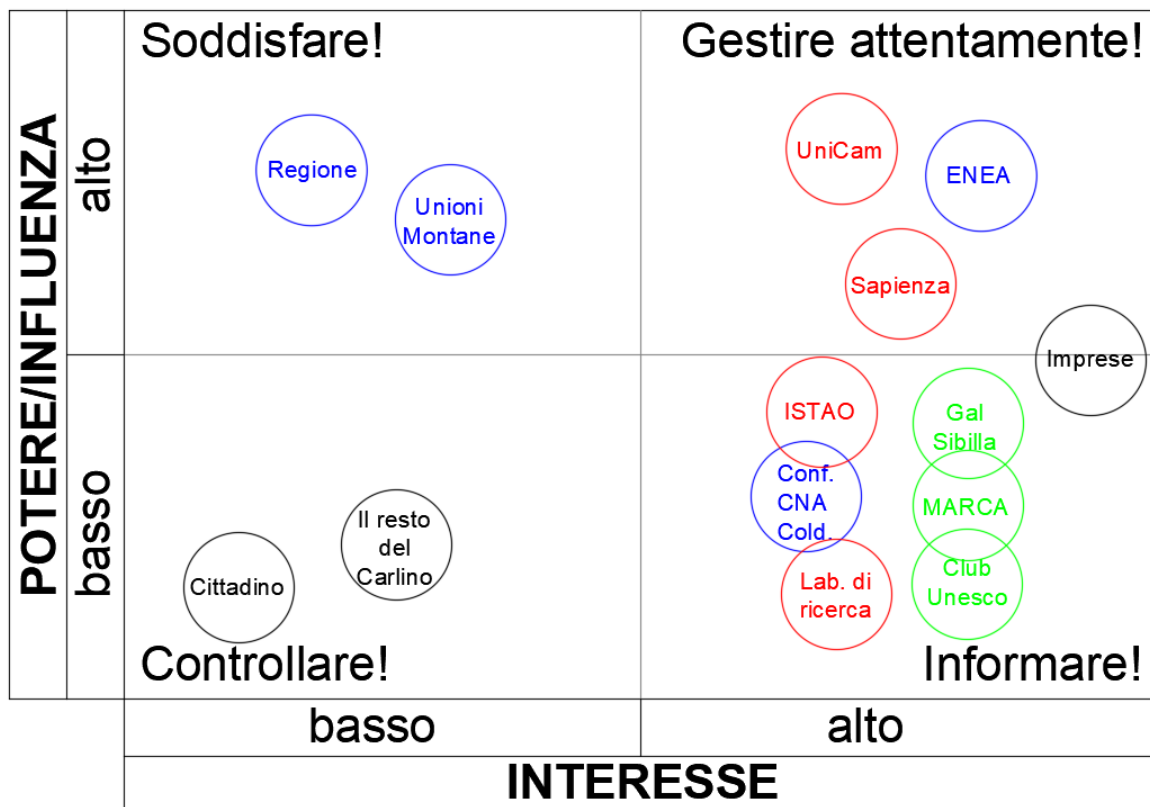 Soddisfare!
Gestire attentamente!
POTERE/INFLUENZA
alto
basso
Regione
Unioni
Montane
UniCam
ENEA
Sapienza
Imprese
ISTAO
Gal
Sibilla
Conf.
CNA
Cold.
MARCA
Lab. di
ricerca
Club
Unesco
Il resto
del
Carlino
Cittadino
Controllare!
Informare!
basso
alto
INTERESSE